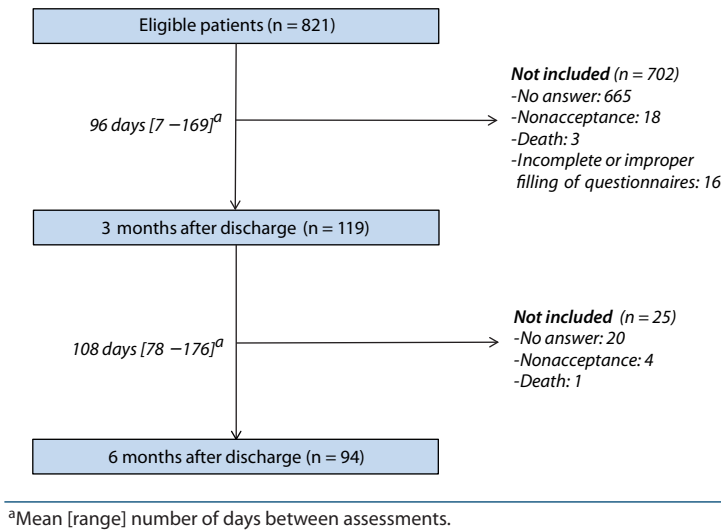 Eligible patients (n = 821)
96 days [7 –169]a
Not included (n = 702)
-No answer: 665
-Nonacceptance: 18
-Death: 3
-Incomplete or improper
filling of questionnaires: 16
3 months after discharge (n = 119)
108 days [78 –176]a
Not included (n = 25)
-No answer: 20
-Nonacceptance: 4
-Death: 1
6 months after discharge (n = 94)
aMean [range] number of days between assessments.